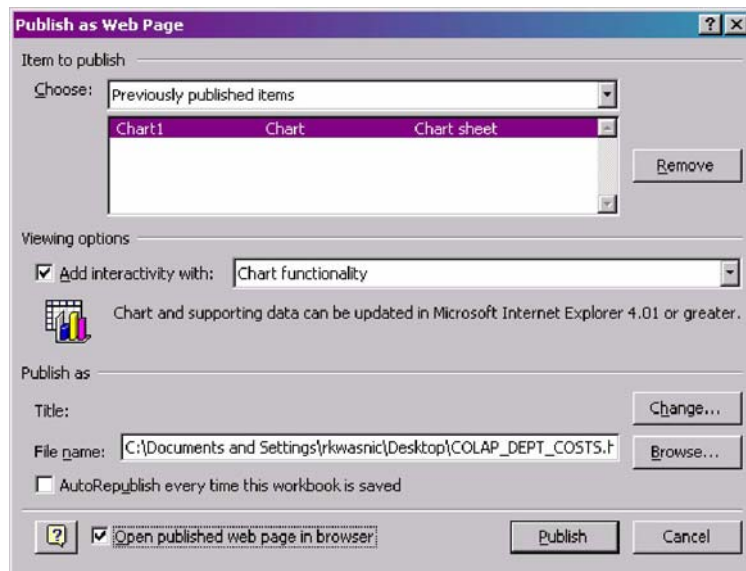 Publish as Web Page
Item to publish
Choose: Previously published items
Chart1 Chart Chart sheet
Remove
Viewing options
Add interactivity with: Chart functionality
Chart and supporting data can be updated in Microsoft Internet Explorer 4.01 or greater.
Publish as
Title: Change...
File name: C:\Documents and Settings\rkwasnic\Desktop\COLAP_DEPT_COSTS.h Browse...
AutoRepublish every time this workbook is saved
Open published web page in browser Publish Cancel